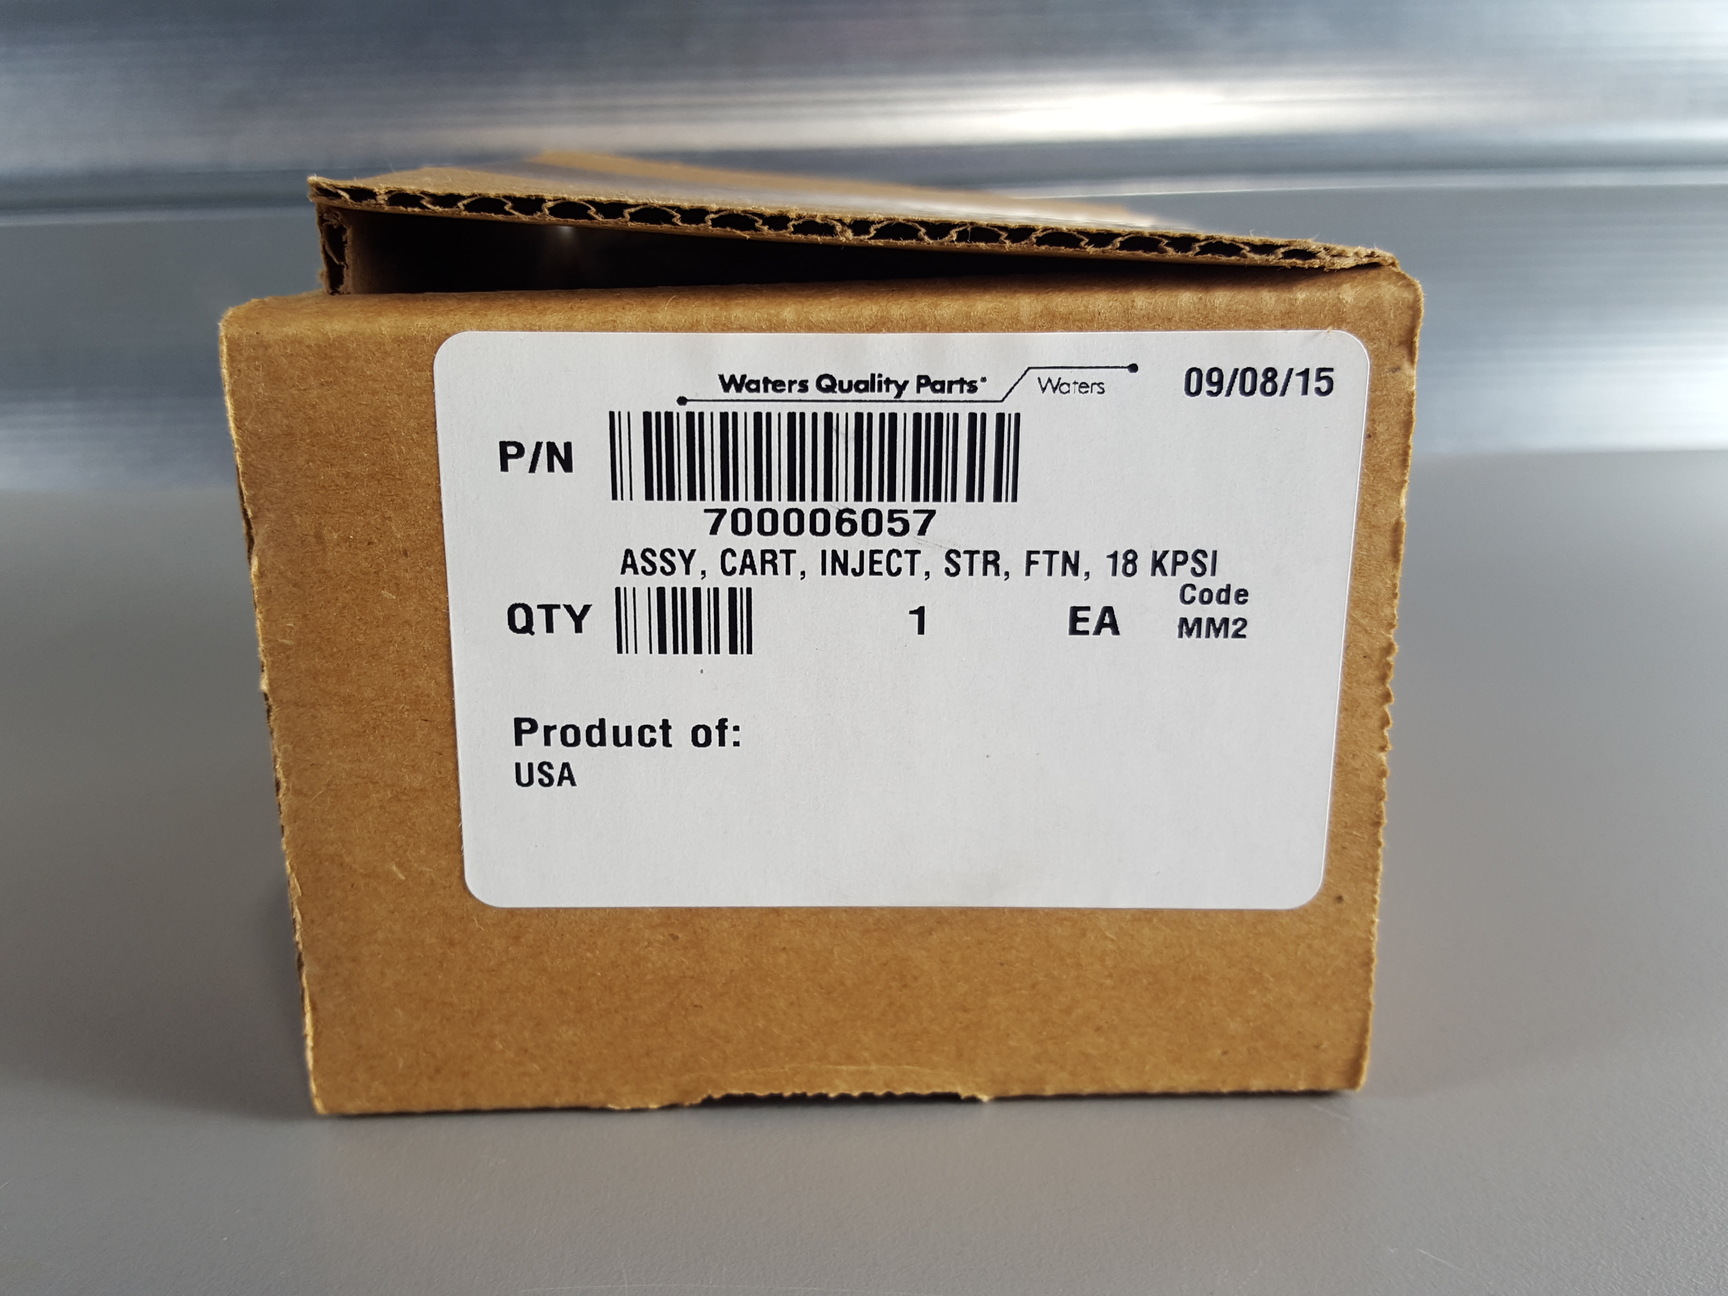 Waters Quality Parts®
Waters
09/08/15
P/N
700006057
ASSY, CART, INJECT, STR, FTN, 18 KPSI
QTY 1 EA
Code
MM2
Product of:
USA